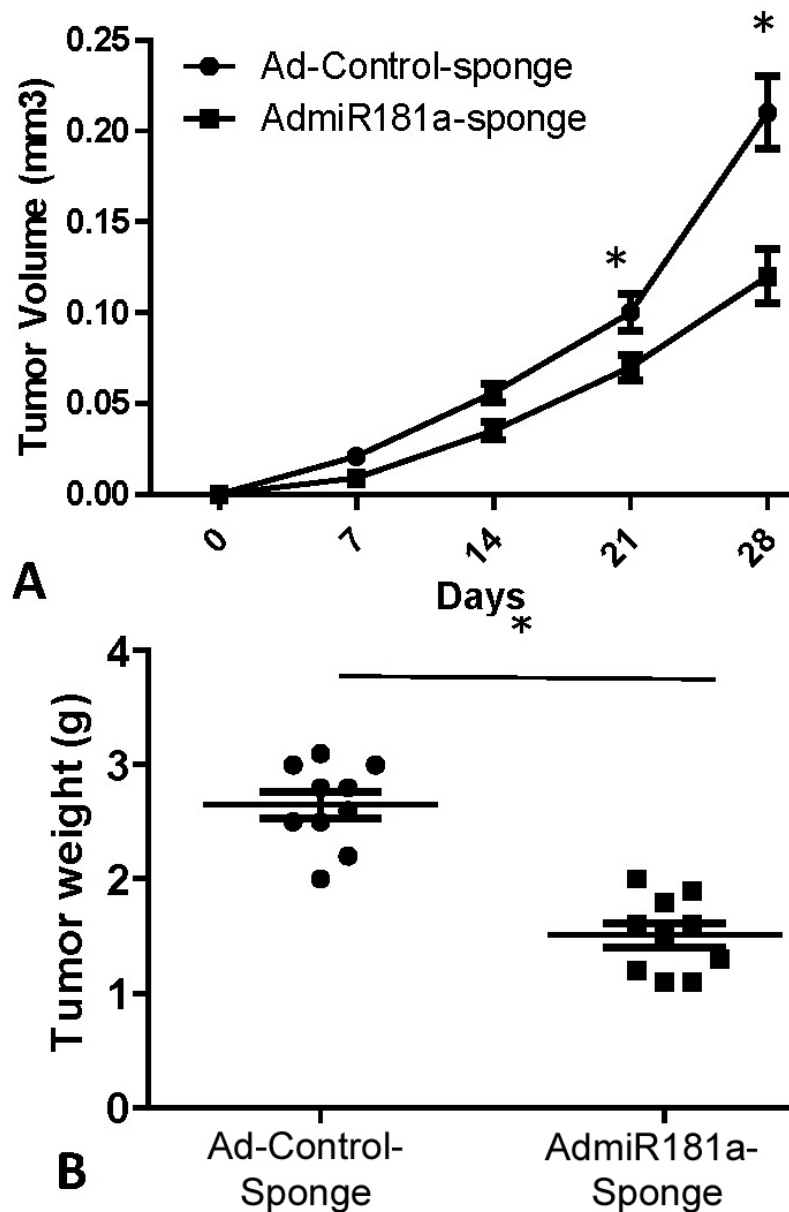 *
0.25
Ad-Control-sponge
0.20
AdmiR181a-sponge
Tumor Volume (mm3)
0.15
*
0.10
0.05
0.00
0 7 14 21 28
A
Days
*
4
Tumor weight (g)
3
2
1
0
Ad-Control-
Sponge
AdmiR181a-
Sponge
B